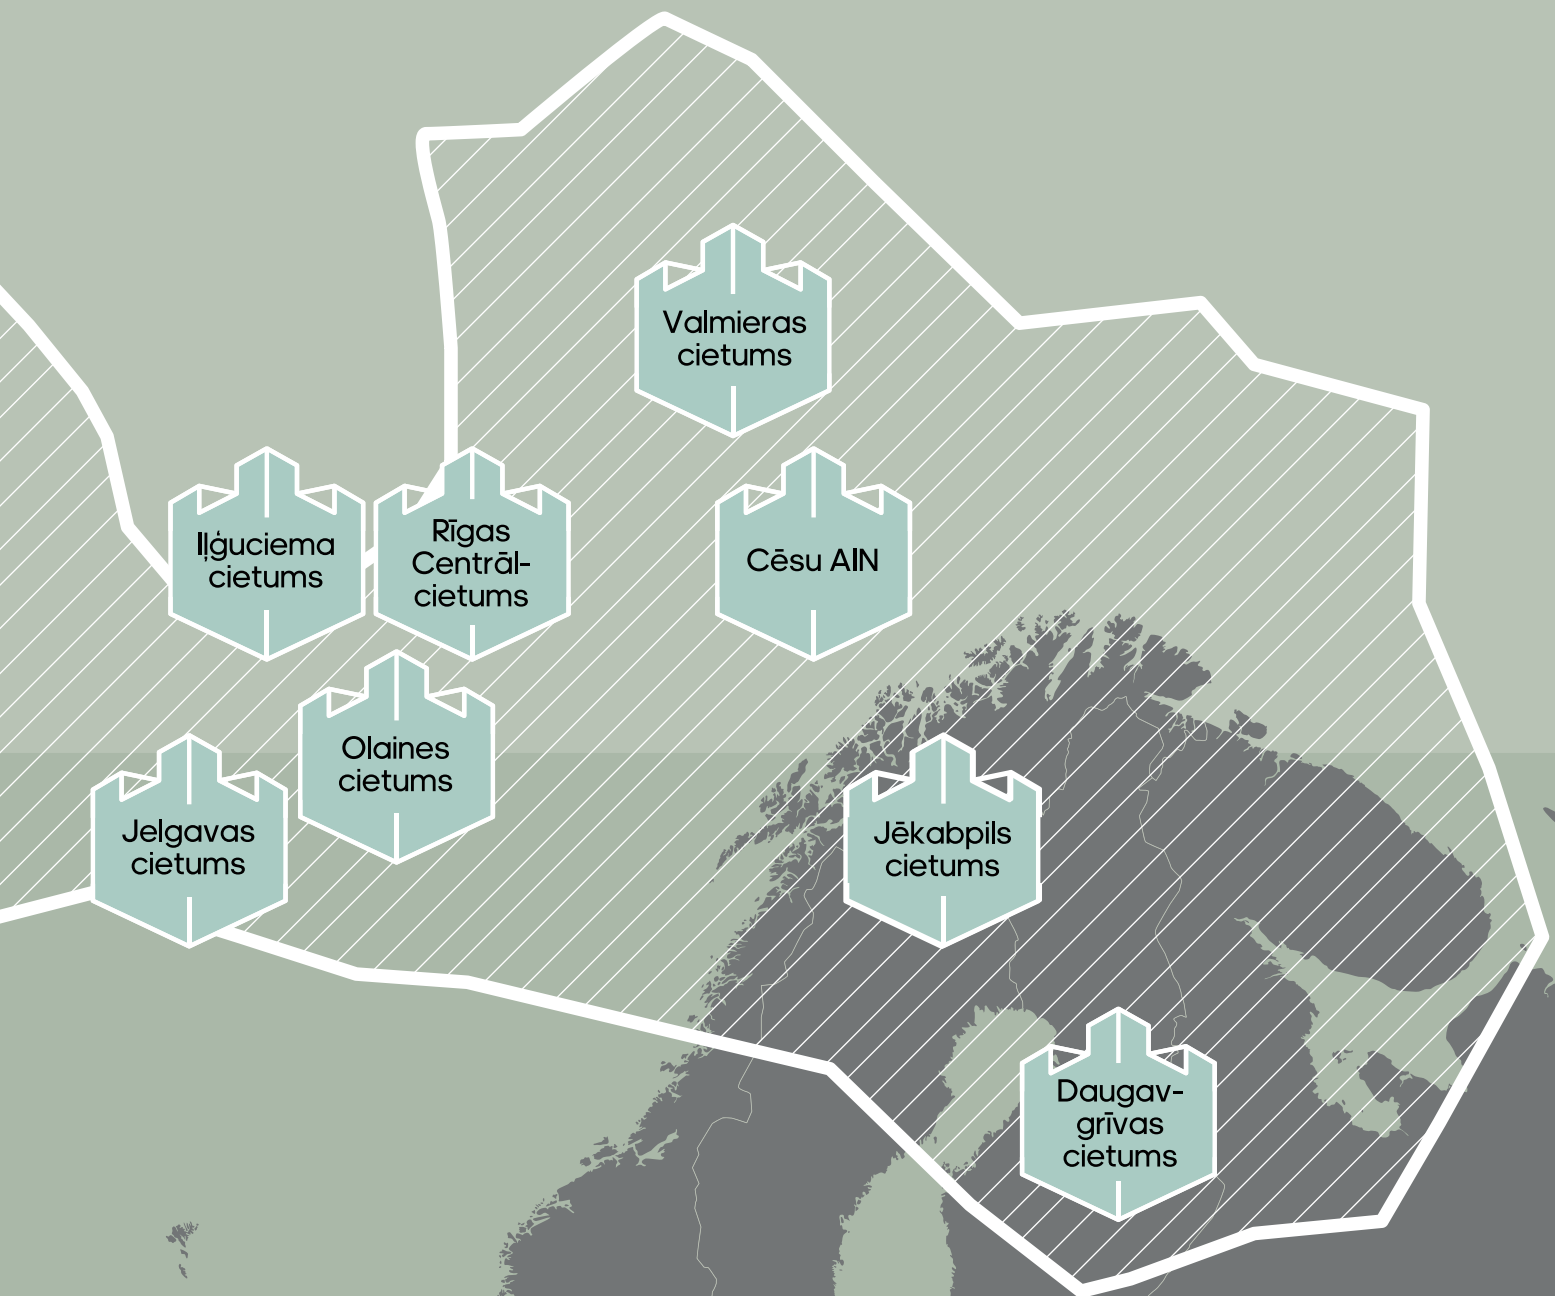 Valmieras
cietums
Iļģuciema
cietums
Rīgas
Centrāl-
cietums
Cēsu AIN
Olaines
cietums
Jelgavas
cietums
Jēkabpils
cietums
Daugav-
grīvas
cietums